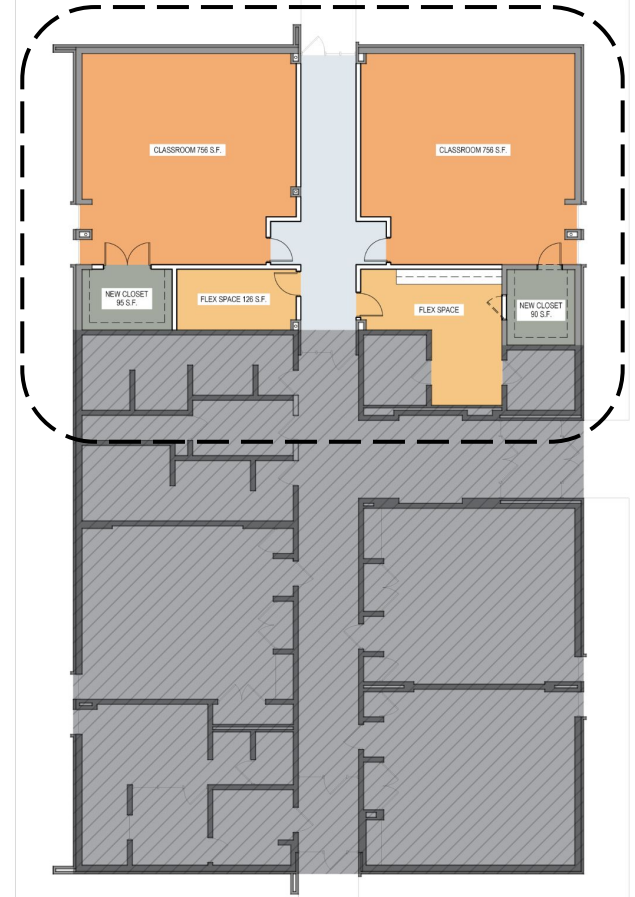 CLASSROOM 756 S.F.
CLASSROOM 756 S.F.
NEW CLOSET
95 S.F.
FLEX SPACE 126 S.F.
FLEX SPACE
NEW CLOSET
90 S.F.